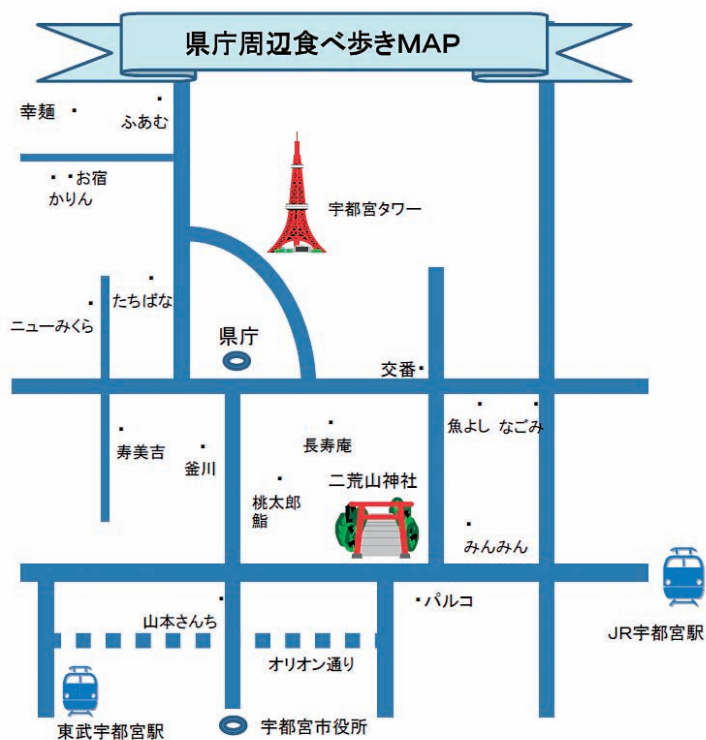 県庁周辺食べ歩きMAP
幸麺
ふあむ
お宿
かりん
宇都宮タワー
たちばな
ニューみくら
県庁
交番
魚よし
なごみ
寿美吉
釜川
長寿庵
桃太郎
鮨
二荒山神社
みんみん
山本さんち
パルコ
JR宇都宮駅
オリオン通り
東武宇都宮駅
宇都宮市役所